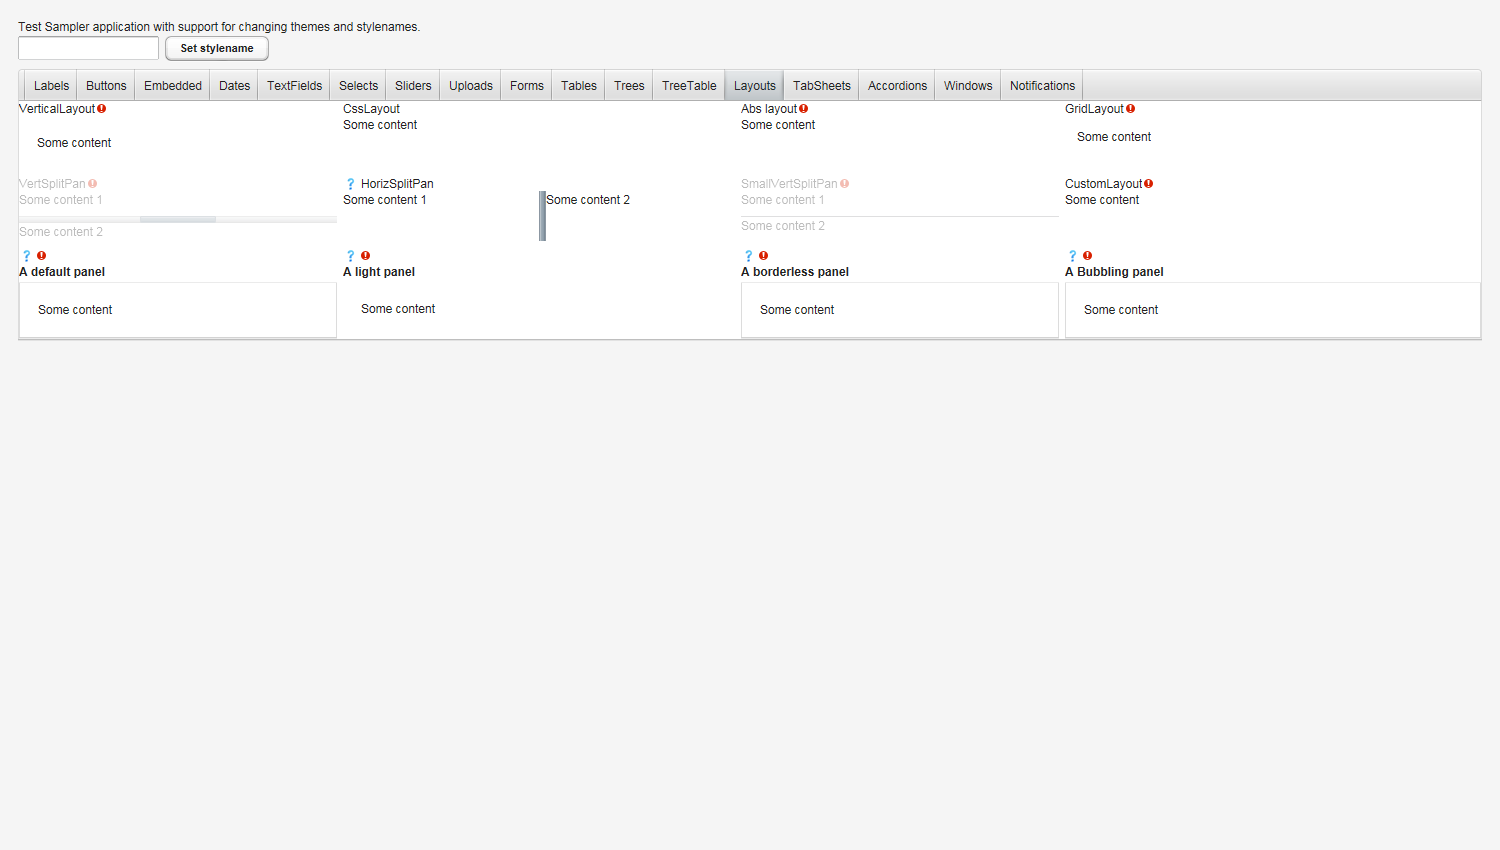 Test Sampler application with support for changing themes and stylenames.
Set stylename
Labels Buttons Embedded Dates TextFields Selects Sliders Uploads Forms Tables Trees TreeTable Layouts TabSheets Accordions Windows Notifications
VerticalLayout CssLayout Abs layout GridLayout
Some content Some content
Some content Some content
VertSplitPan ? HorizSplitPan SmallVertSplitPan CustomLayout
Some content 1 Some content 1 Some content 2 Some content 1 Some content
Some content 2 Some content 2
? ? ? ?
A default panel A light panel A borderless panel A Bubbling panel
Some content Some content Some content Some content